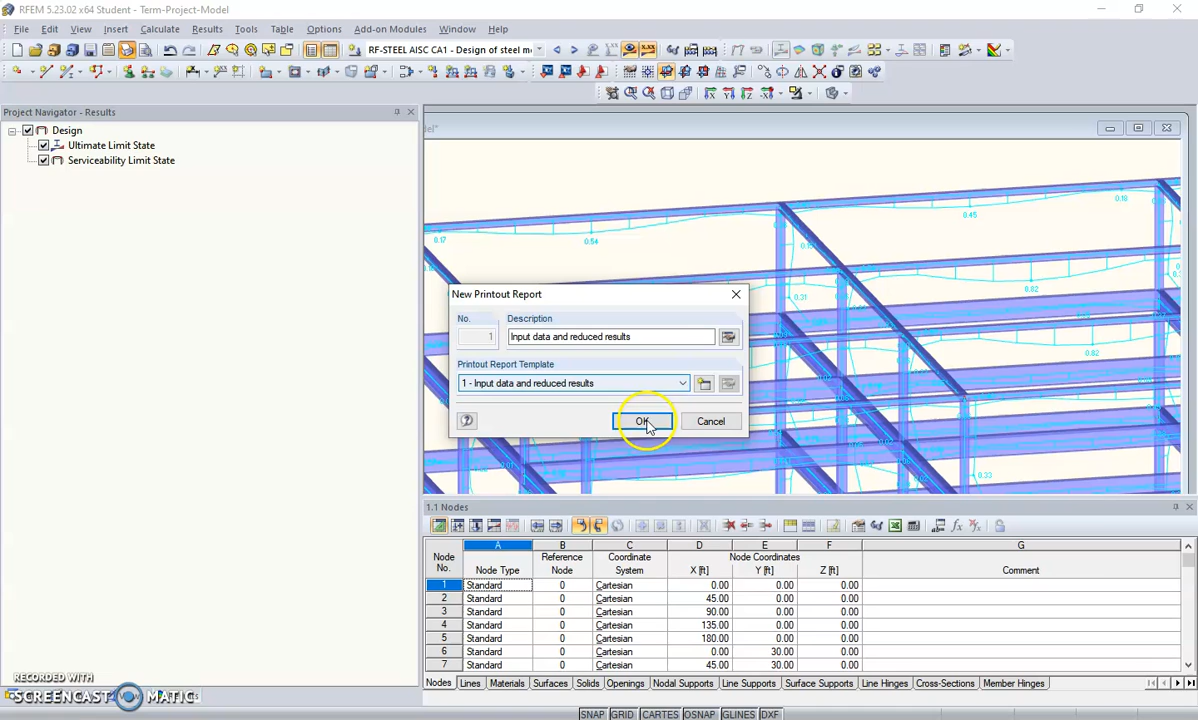 RFEM 5.23.02 x64 Student - Term-Project-Model
File Edit View Insert Calculate Results Tools Table Options Add-on Modules Window Help
RF-STEEL AISC CA1 - Design of steel me
Project Navigator - Results
Design
Ultimate Limit State
Serviceability Limit State
0.17
0.54
0.45
0.18
0.31
0.82
0.82
0.33
New Printout Report
No. Description
1 Input data and reduced results
Printout Report Template
1 - Input data and reduced results
OK Cancel
1.1 Nodes
A B C D E F G
Node No. Node Type Reference Node Coordinate System Node Coordinates X [ft] Y [ft] Z [ft] Comment
1 Standard 0 Cartesian 0.00 0.00 0.00
2 Standard 0 Cartesian 45.00 0.00 0.00
3 Standard 0 Cartesian 90.00 0.00 0.00
4 Standard 0 Cartesian 135.00 0.00 0.00
5 Standard 0 Cartesian 180.00 0.00 0.00
6 Standard 0 Cartesian 0.00 30.00 0.00
7 Standard 0 Cartesian 45.00 30.00 0.00
Nodes Lines Materials Surfaces Solids Openings Nodal Supports Line Supports Surface Supports Line Hinges Cross-Sections Member Hinges
RECORDED WITH
SCREENCAST MATIC
SNAP GRID CARTES OSNAP GLINES DXF